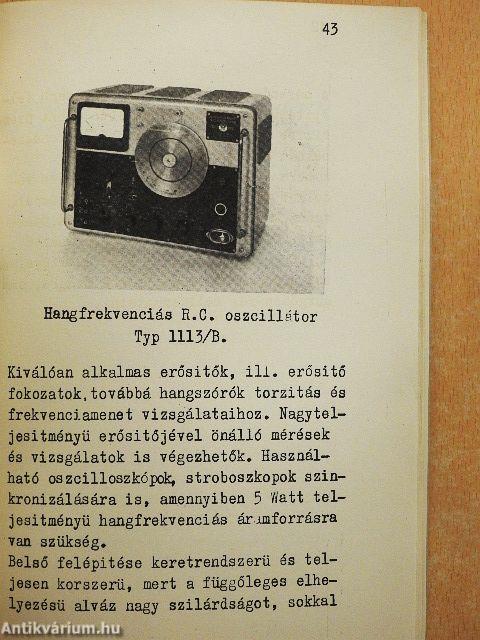 43
Hangfrekvenciás R.C. oszcillátor
Typ 1113/B.
Kiválóan alkalmas erősitők, ill. erősitő
fokozatok, továbbá hangszórók torzitás és
frekvenciamenet vizsgálataihoz. Nagytel-
jesitményü erősitőjével önálló mérések
és vizsgálatok is végezhetők. Használ-
ható oszcilloszkópok, stroboszkopok szin-
kronizálására is, amennyiben 5 Watt tel-
jesitményü hangfrekvenciás áramforrásra
van szükség.
Belső felépitése keretrendszerü és tel-
jesen korszerü, mert a függőleges elhe-
lyezésü alváz nagy szilárdságot, sokkal
Antikvárium.hu